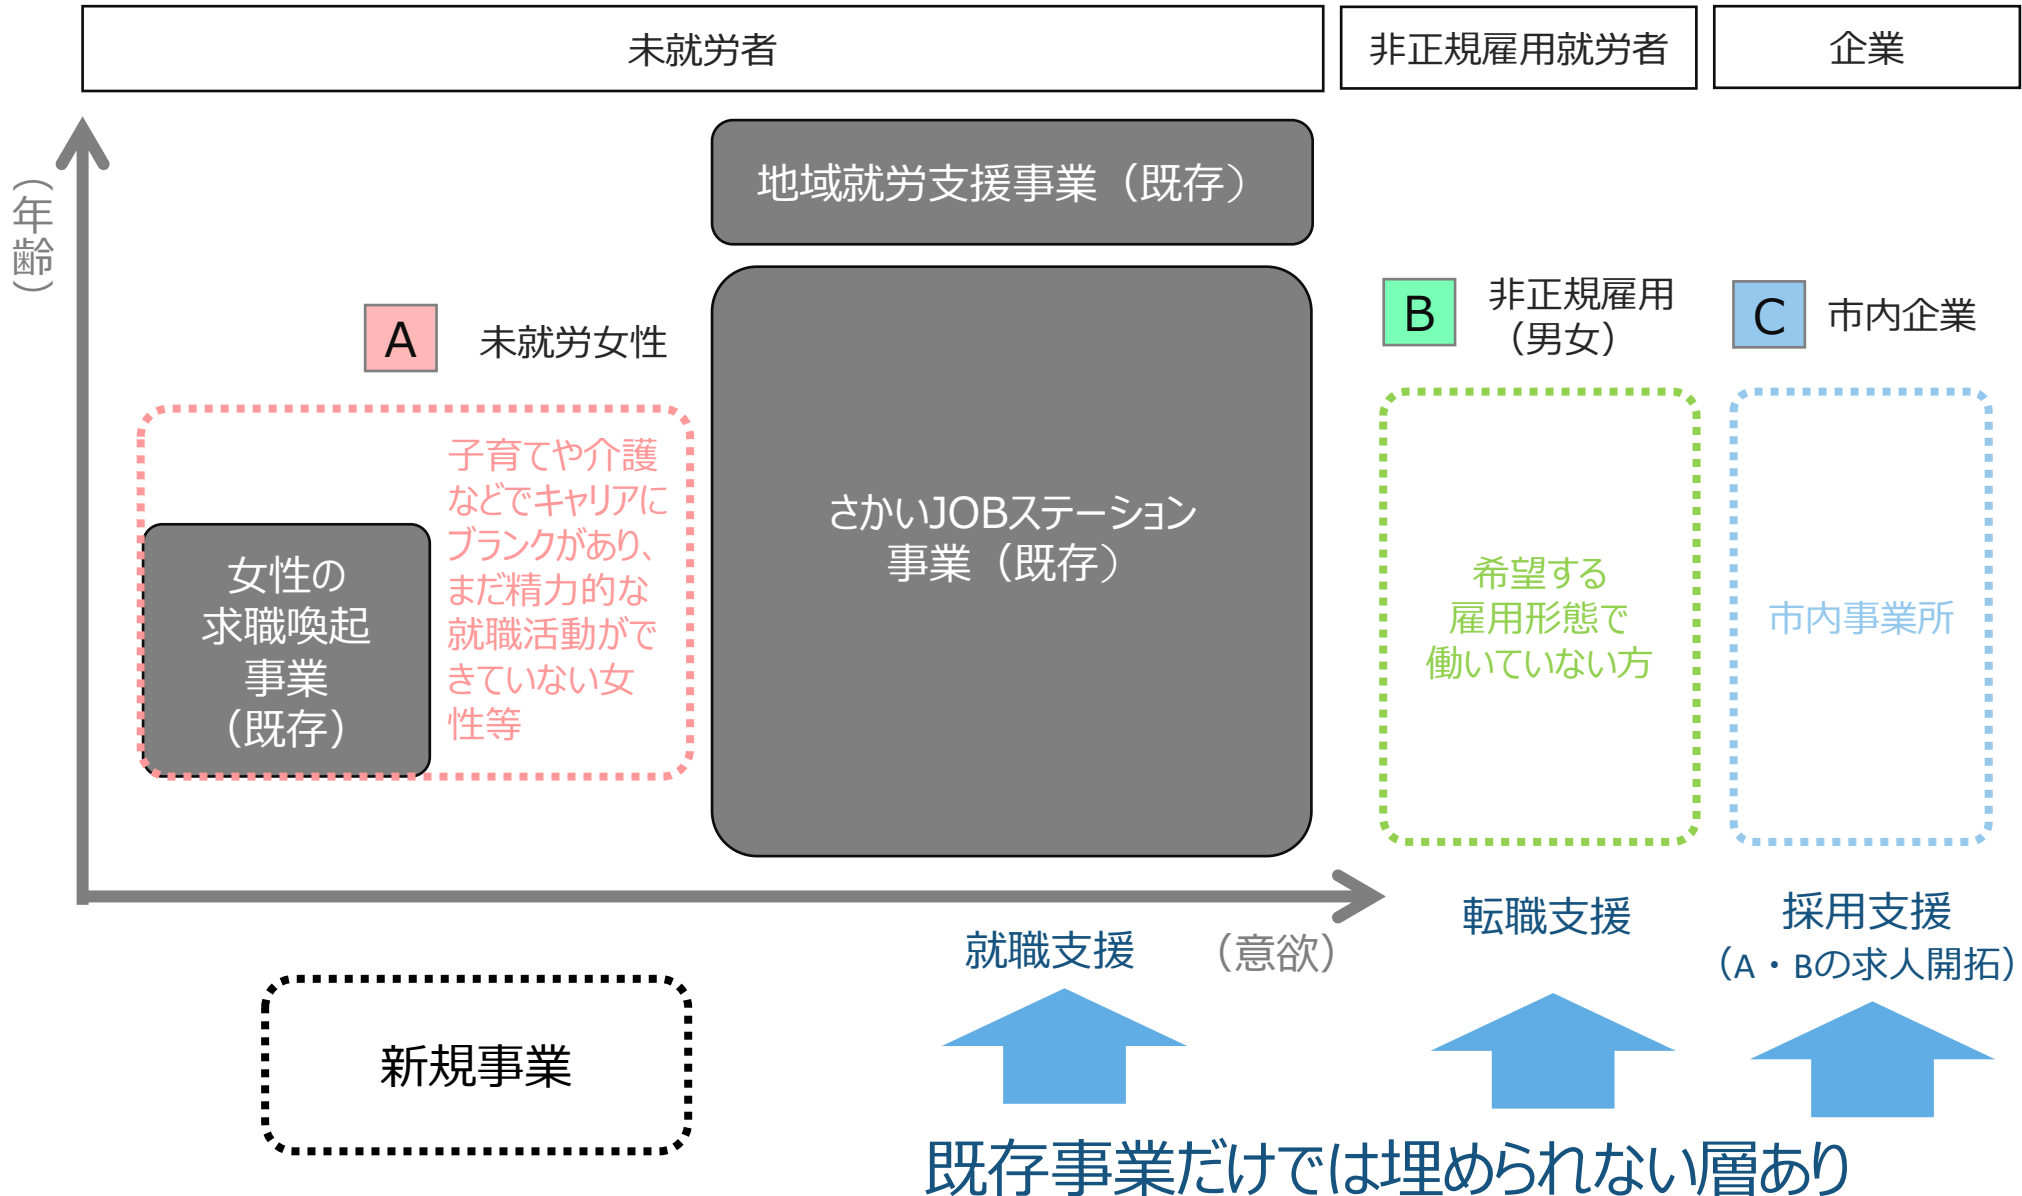 未就労者
非正規雇用就労者
企業
（年齢）
地域就労支援事業（既存）
A
未就労女性
B
非正規雇用
（男女）
C
市内企業
子育てや介護
などでキャリアに
ブランクがあり、
まだ精力的な
就職活動がで
きていない女
性等
女性の
求職喚起
事業
（既存）
さかいJOBステーション
事業（既存）
希望する
雇用形態で
働いていない方
市内事業所
就職支援
（意欲）
転職支援
採用支援
（A・Bの求人開拓）
新規事業
既存事業だけでは埋められない層あり